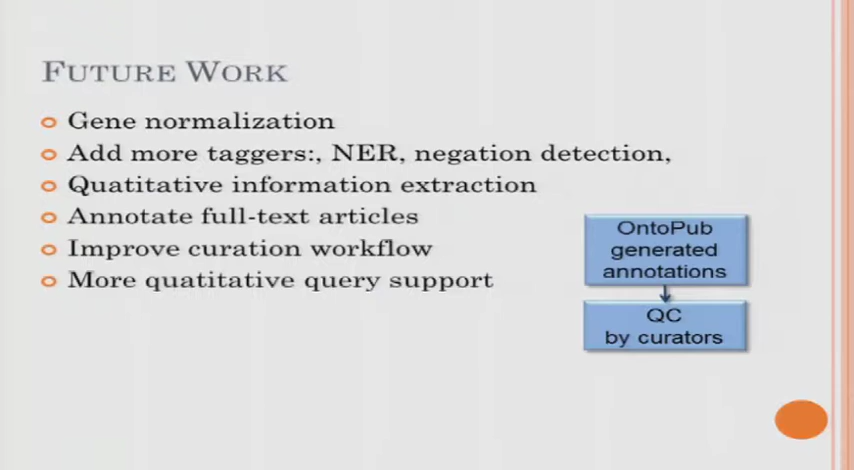 FUTURE WORK
Gene normalization
Add more taggers:, NER, negation detection,
Quatitative information extraction
Annotate full-text articles
Improve curation workflow
More quatitative query support
OntoPub
generated
annotations
QC
by curators